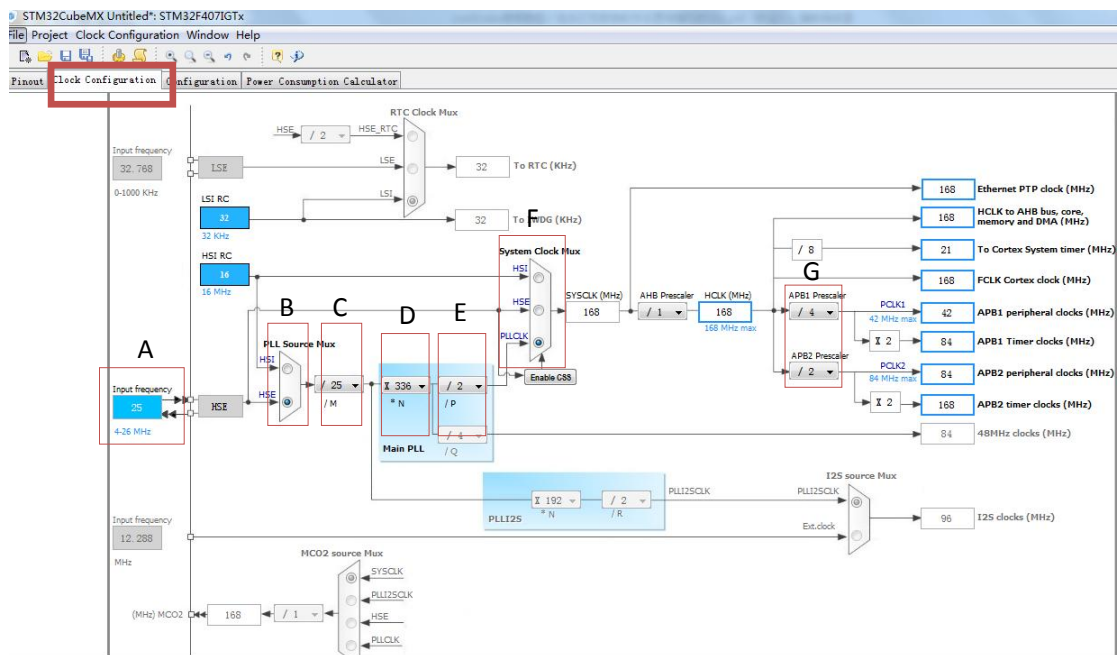 STM32CubeMX Untitled*: STM32F407IGTx
File Project Clock Configuration Window Help
Pinout Clock Configuration Configuration Power Consumption Calculator
RTC Clock Mux
HSE / 2 HSE_RTC
Input frequency
32.768 LSE LSE 32 To RTC (KHz)
0-1000 KHz
LSI RC LSI
32 32 To IWDG (KHz)
32 KHz
F
HSI RC System Clock Mux
16 HSI
16 MHz
168 Ethernet PTP clock (MHz)
168 HCLK to AHB bus, core, memory and DMA (MHz)
/ 8 21 To Cortex System timer (MHz)
168 FCLK Cortex clock (MHz)
A B C D E G
HSE SYSCLK (MHz) AHB Prescaler HCLK (MHz) APB1 Prescaler PCLK1
168 / 1 168 / 4 42 APB1 peripheral clocks (MHz)
168 MHz max 42 MHz max
PLL Source Mux PLLCLK X 2 84 APB1 Timer clocks (MHz)
HSI APB2 Prescaler PCLK2
Input frequency / 25 X 336 / 2 Enable CSS / 2 84 APB2 peripheral clocks (MHz)
84 MHz max
25 HSE HSE / M * N / P X 2 168 APB2 timer clocks (MHz)
4-26 MHz
/ 4 84 48MHz clocks (MHz)
Main PLL / Q
I2S source Mux
X 192 / 2 PLLI2SCLK PLLI2SCLK
PLLI2S * N / R
Input frequency Ext.clock 96 I2S clocks (MHz)
12.288
MHz
MCO2 source Mux
SYSCLK
PLLI2SCLK
(MHz) MCO2 168 / 1 HSE
PLLCLK